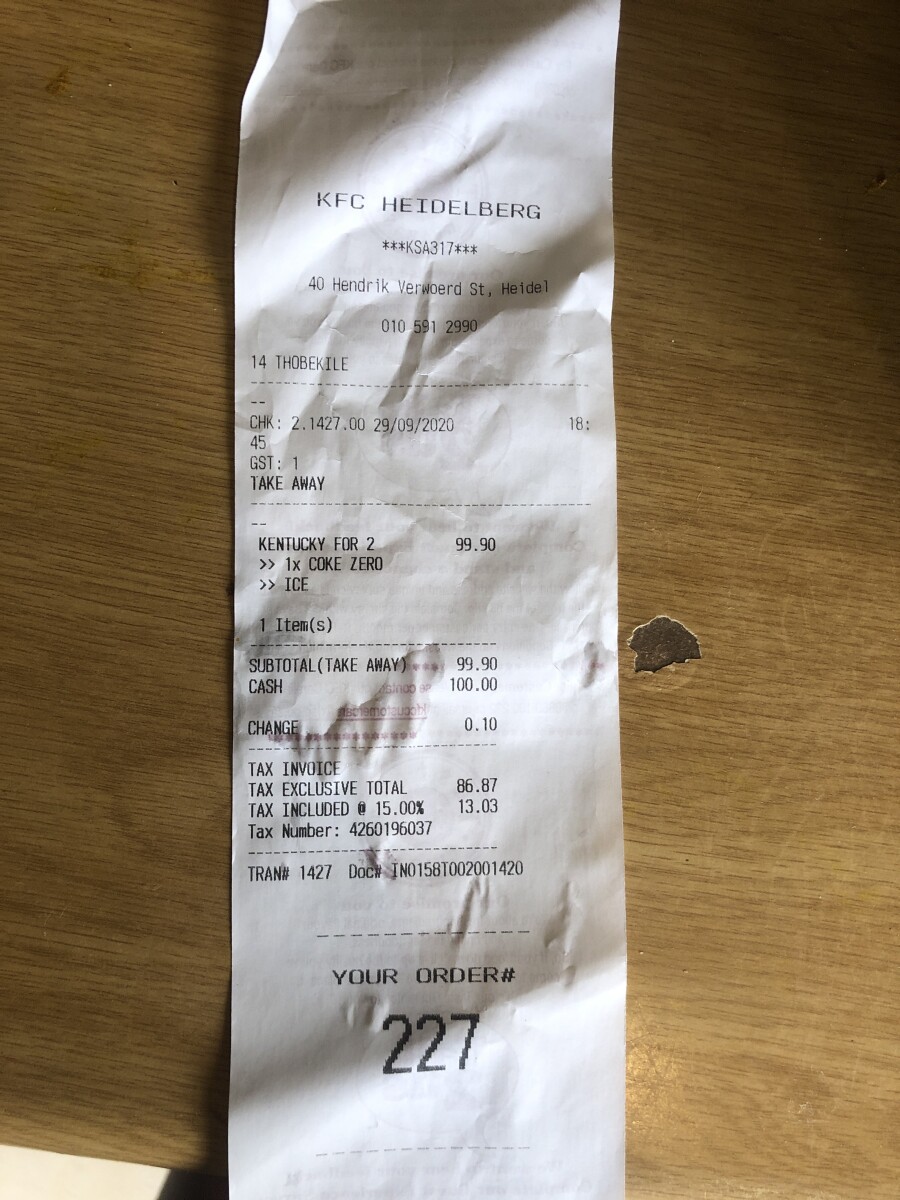 KFC HEIDELBERG
***KSA317***
40 Hendrik Verwoerd St, Heidel
010 591 2990
14 THOBEKILE
--
CHK: 2.1427.00 29/09/2020 18:
45
GST: 1
TAKE AWAY
--
KENTUCKY FOR 2 99.90
>> 1x COKE ZERO
>> ICE
1 Item(s)
SUBTOTAL(TAKE AWAY) 99.90
CASH 100.00
CHANGE 0.10
TAX INVOICE
TAX EXCLUSIVE TOTAL 86.87
TAX INCLUDED @ 15.00% 13.03
Tax Number: 4260196037
TRAN# 1427 Doc# IN0158T002001420
YOUR ORDER#
227